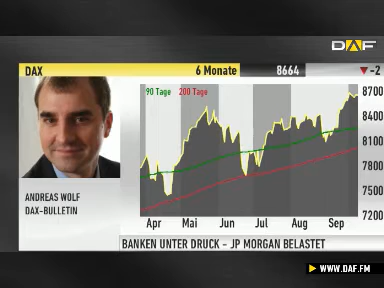 DAF
DAX 6 Monate 8664 ▼-2
90 Tage 200 Tage
8700
8400
8100
7800
7500
7200
Apr Mai Jun Jul Aug Sep
ANDREAS WOLF
DAX-BULLETIN
BANKEN UNTER DRUCK - JP MORGAN BELASTET
WWW.DAF.FM